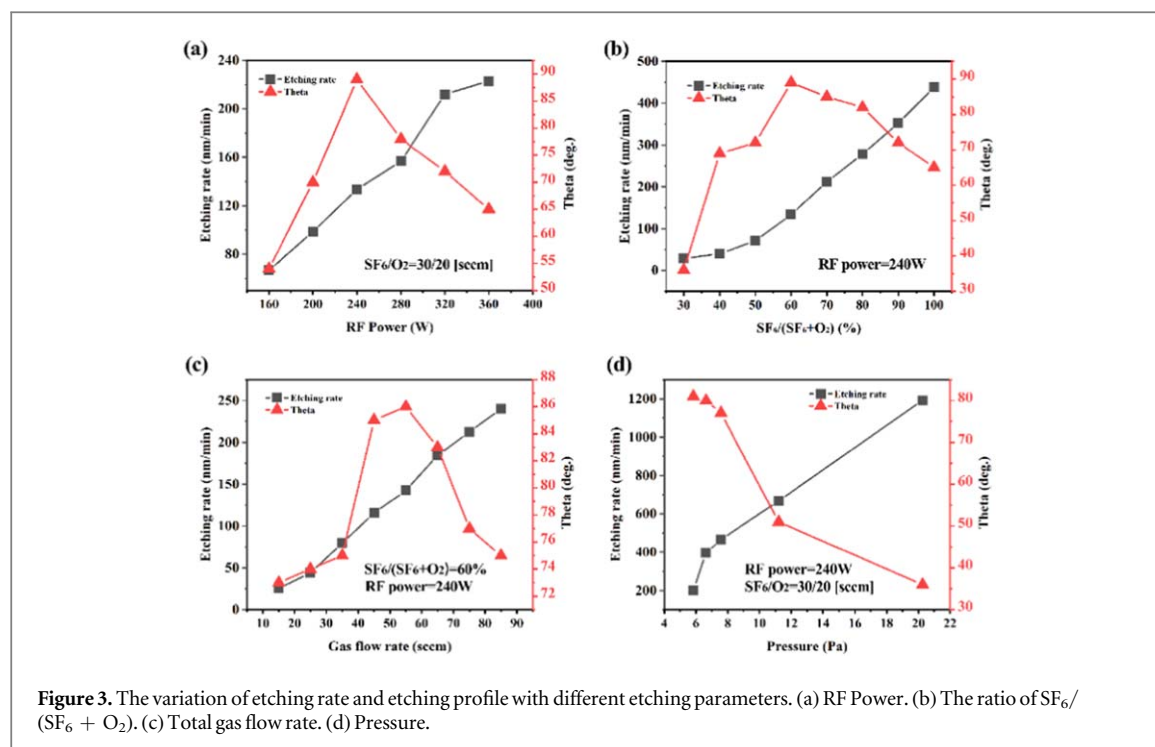 (a)
240
200
160
120
80
Etching rate (nm/min)
Etching rate
Theta
SF₆/O₂=30/20 [sccm]
90
85
80
75
70
65
60
55
50
Theta (deg.)
160 200 240 280 320 360 400
RF Power (W)
(b)
500
400
300
200
100
0
Etching rate (nm/min)
Etching rate
Theta
RF power=240W
90
80
70
60
50
40
30
Theta (deg.)
30 40 50 60 70 80 90 100
SF₆/(SF₆+O₂) (%)
(c)
250
200
150
100
50
0
Etching rate (nm/min)
Etching rate
Theta
SF₆/(SF₆+O₂)=60%
RF power=240W
88
86
84
82
80
78
76
74
72
Theta (deg.)
10 20 30 40 50 60 70 80 90
Gas flow rate (sccm)
(d)
1200
1000
800
600
400
200
Etching rate (nm/min)
Etching rate
Theta
RF power=240W
SF₆/O₂=30/20 [sccm]
80
70
60
50
40
30
Theta (deg.)
4 6 8 10 12 14 16 18 20 22
Pressure (Pa)
Figure 3. The variation of etching rate and etching profile with different etching parameters. (a) RF Power. (b) The ratio of SF₆/
(SF₆ + O₂). (c) Total gas flow rate. (d) Pressure.